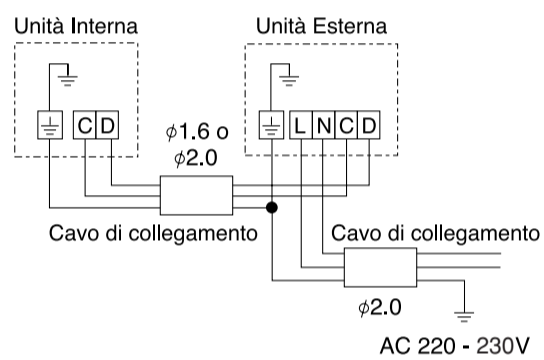 Unità Interna
Unità Esterna
C D
L N C D
φ1.6 o
φ2.0
Cavo di collegamento
Cavo di collegamento
φ2.0
AC 220 - 230V